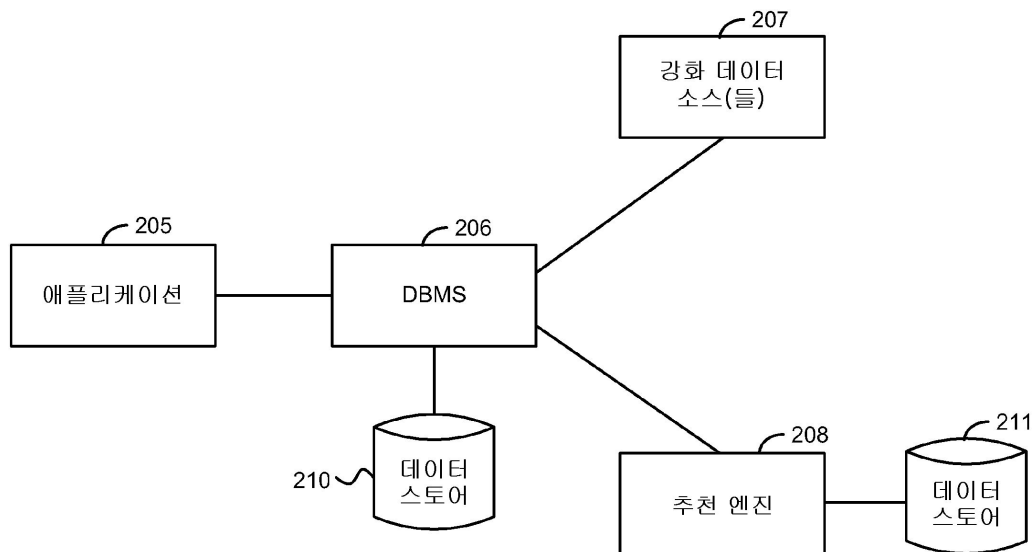 207
강화 데이터
소스(들)
205
206
애플리케이션
DBMS
210
데이터
스토어
208
추천 엔진
211
데이터
스토어